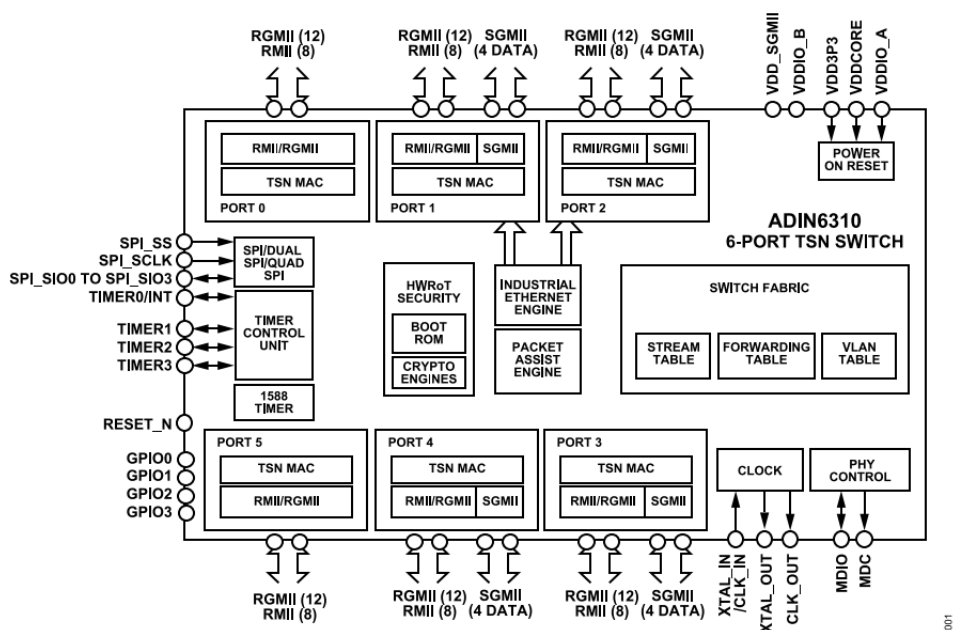 RGMII (12)
RMII (8)
RGMII (12)
RMII (8)
SGMII
(4 DATA)
RGMII (12)
RMII (8)
SGMII
(4 DATA)
VDD_SGMII
VDDIO_B
VDD3P3
VDDCORE
VDDIO_A
RMII/RGMII
TSN MAC
PORT 0
RMII/RGMII
SGMII
TSN MAC
PORT 1
RMII/RGMII
SGMII
TSN MAC
PORT 2
POWER
ON RESET
ADIN6310
6-PORT TSN SWITCH
SPI_SS
SPI_SCLK
SPI_SIO0 TO SPI_SIO3
TIMER0/INT
TIMER1
TIMER2
TIMER3
RESET_N
GPIO0
GPIO1
GPIO2
GPIO3
SPI/DUAL
SPI/QUAD
SPI
TIMER
CONTROL
UNIT
1588
TIMER
HWRoT
SECURITY
BOOT
ROM
CRYPTO
ENGINES
INDUSTRIAL
ETHERNET
ENGINE
PACKET
ASSIST
ENGINE
SWITCH FABRIC
STREAM
TABLE
FORWARDING
TABLE
VLAN
TABLE
PORT 5
TSN MAC
RMII/RGMII
PORT 4
TSN MAC
RMII/RGMII
SGMII
PORT 3
TSN MAC
RMII/RGMII
SGMII
CLOCK
PHY
CONTROL
RGMII (12)
RMII (8)
RGMII (12)
RMII (8)
SGMII
(4 DATA)
RGMII (12)
RMII (8)
SGMII
(4 DATA)
XTAL_IN
/CLK_IN
XTAL_OUT
CLK_OUT
MDIO
MDC
001